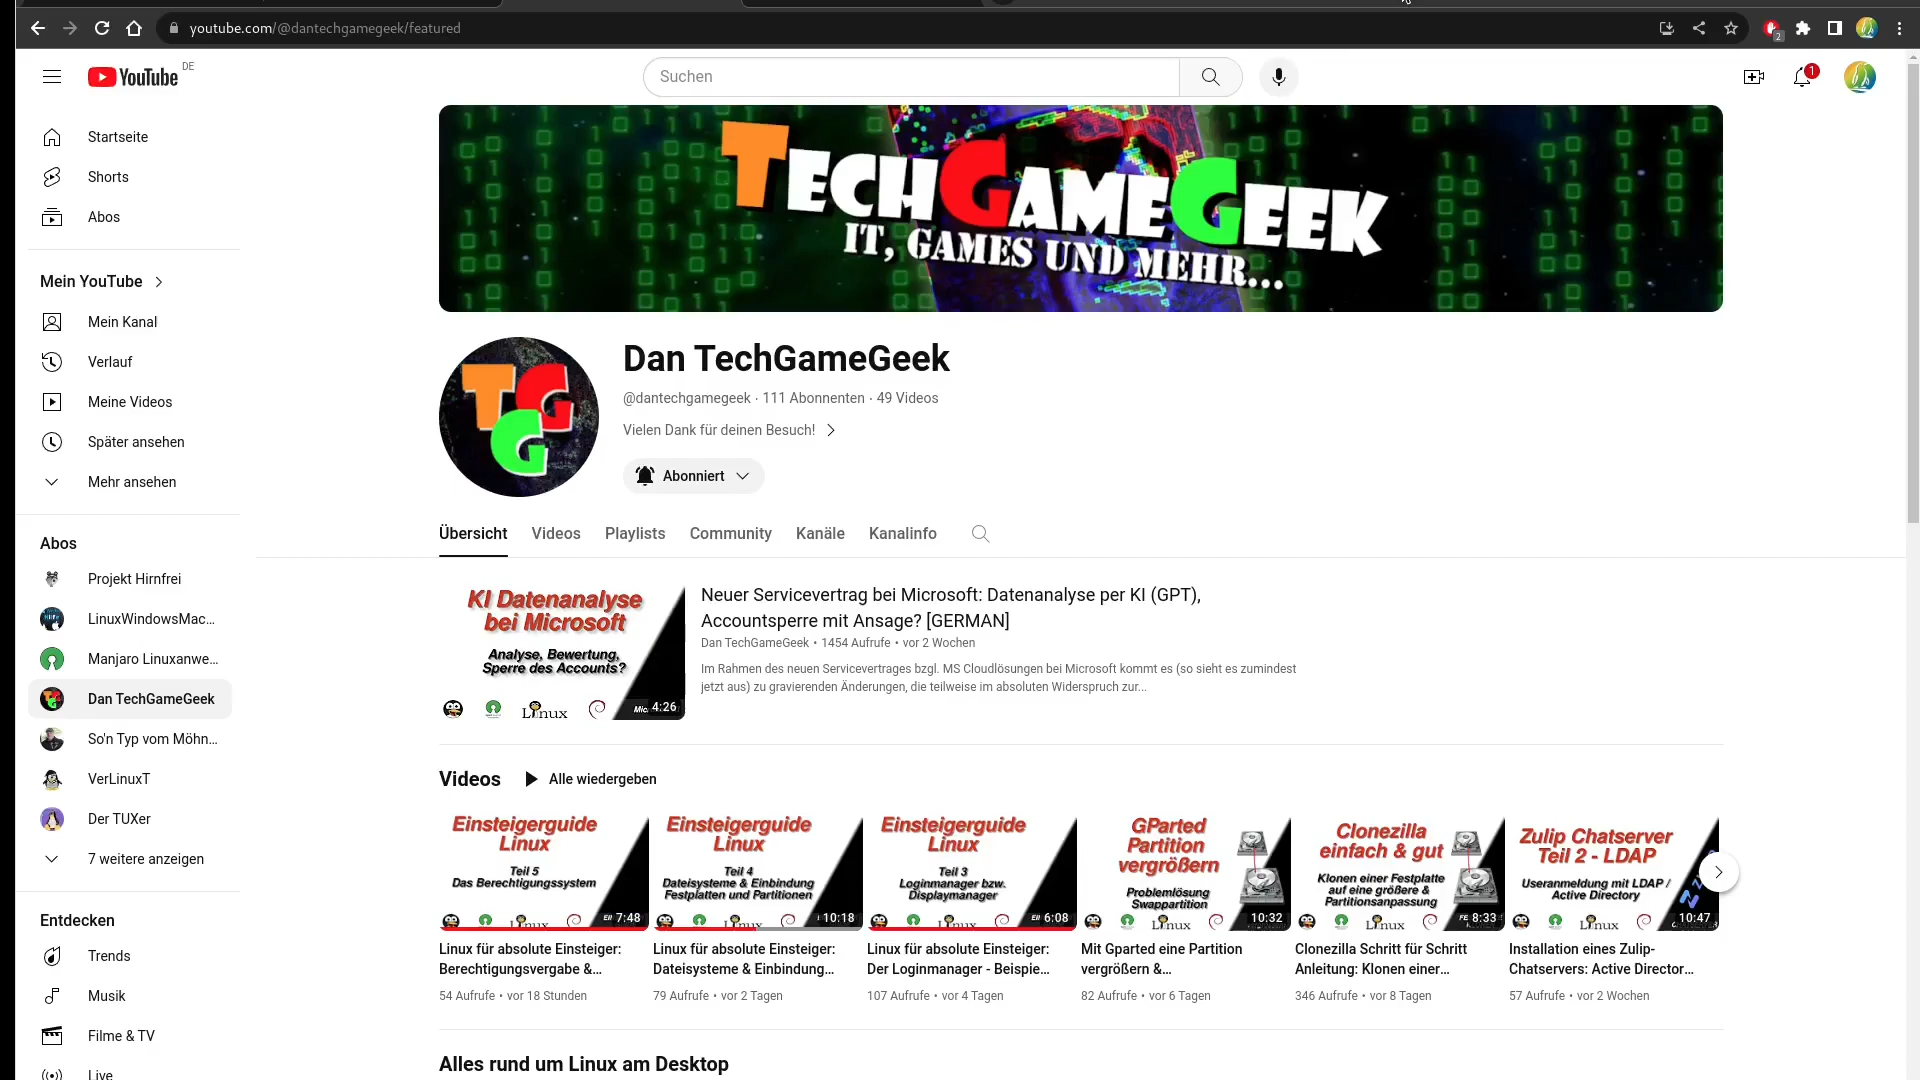 youtube.com/@dantechgamegeek/featured
2
YouTube DE
Suchen
1
Startseite
Shorts
Abos
Mein YouTube
Mein Kanal
Verlauf
Meine Videos
Später ansehen
Mehr ansehen
Abos
Projekt Hirnfrei
LinuxWindowsMac...
Manjaro Linuxanwe...
Dan TechGameGeek
So'n Typ vom Möhn...
VerLinuxT
Der TUXer
7 weitere anzeigen
Entdecken
Trends
Musik
Filme & TV
Live
TechGameGeek
IT, Games und mehr...
TGG
Dan TechGameGeek
@dantechgamegeek · 111 Abonnenten · 49 Videos
Vielen Dank für deinen Besuch!
Abonniert
Übersicht Videos Playlists Community Kanäle Kanalinfo
KI Datenanalyse
bei Microsoft
Analyse, Bewertung,
Sperre des Accounts?
Linux
4:26
Neuer Servicevertrag bei Microsoft: Datenanalyse per KI (GPT),
Accountsperre mit Ansage? [GERMAN]
Dan TechGameGeek • 1454 Aufrufe • vor 2 Wochen
Im Rahmen des neuen Servicevertrages bzgl. MS Cloudlösungen bei Microsoft kommt es (so sieht es zumindest
jetzt aus) zu gravierenden Änderungen, die teilweise im absoluten Widerspruch zur...
Videos Alle wiedergeben
Einsteigerguide
Linux
Teil 5
Das Berechtigungssystem
Linux
7:48
Linux für absolute Einsteiger:
Berechtigungsvergabe &...
54 Aufrufe • vor 18 Stunden
Einsteigerguide
Linux
Teil 4
Dateisysteme & Einbindung
Festplatten und Partitionen
Linux
10:18
Linux für absolute Einsteiger:
Dateisysteme & Einbindung...
79 Aufrufe • vor 2 Tagen
Einsteigerguide
Linux
Teil 3
Loginmanager bzw.
Displaymanager
Linux
6:08
Linux für absolute Einsteiger:
Der Loginmanager - Beispie...
107 Aufrufe • vor 4 Tagen
GParted
Partition
vergrößern
Problemlösung
Swappartition
Linux
10:32
Mit Gparted eine Partition
vergrößern &...
82 Aufrufe • vor 6 Tagen
Clonezilla
einfach & gut
Klonen einer Festplatte
auf eine größere &
Partitionsanpassung
Linux
8:33
Clonezilla Schritt für Schritt
Anleitung: Klonen einer...
346 Aufrufe • vor 8 Tagen
Zulip Chatserver
Teil 2 - LDAP
Useranmeldung mit LDAP /
Active Directory
Linux
10:47
Installation eines Zulip-
Chatservers: Active Director...
57 Aufrufe • vor 2 Wochen
Alles rund um Linux am Desktop